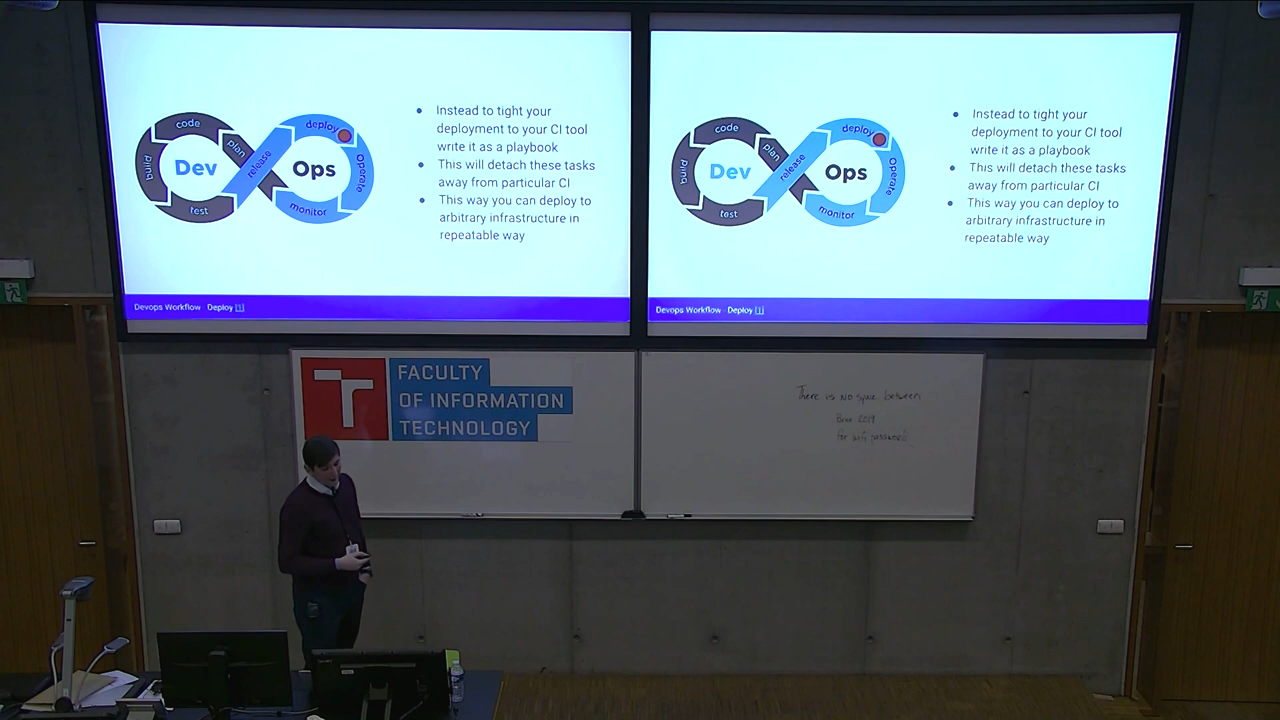 code
build
plan
Dev
test
release
deploy
Ops
operate
monitor
Instead to tight your
deployment to your CI tool
write it as a playbook
This will detach these tasks
away from particular CI
This way you can deploy to
arbitrary infrastructure in
repeatable way
Devops Workflow Deploy [1]
code
build
plan
Dev
test
release
deploy
Ops
operate
monitor
Instead to tight your
deployment to your CI tool
write it as a playbook
This will detach these tasks
away from particular CI
This way you can deploy to
arbitrary infrastructure in
repeatable way
Devops Workflow Deploy [1]
T
FACULTY
OF INFORMATION
TECHNOLOGY
There is NO space between
2019
for wifi password